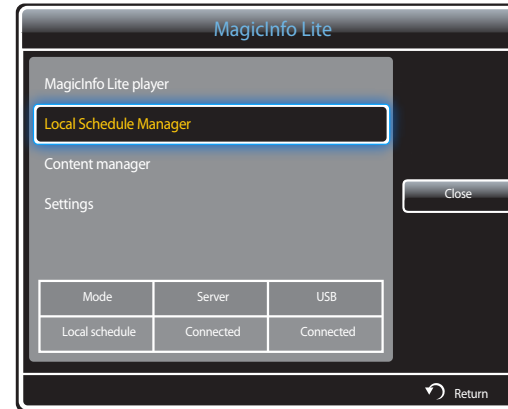 MagicInfo Lite
MagicInfo Lite player
Local Schedule Manager
Content manager
Settings
Close
Mode Server USB
Local schedule Connected Connected
Return